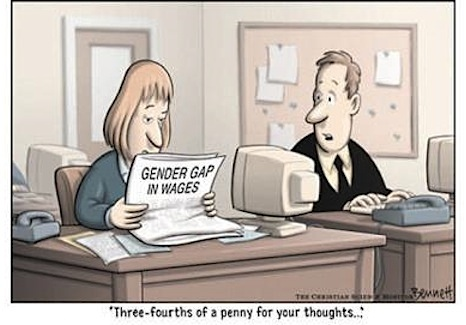 GENDER GAP
IN WAGES
THE CHRISTIAN SCIENCE MONITOR
Bennett
"Three-fourths of a penny for your thoughts..."